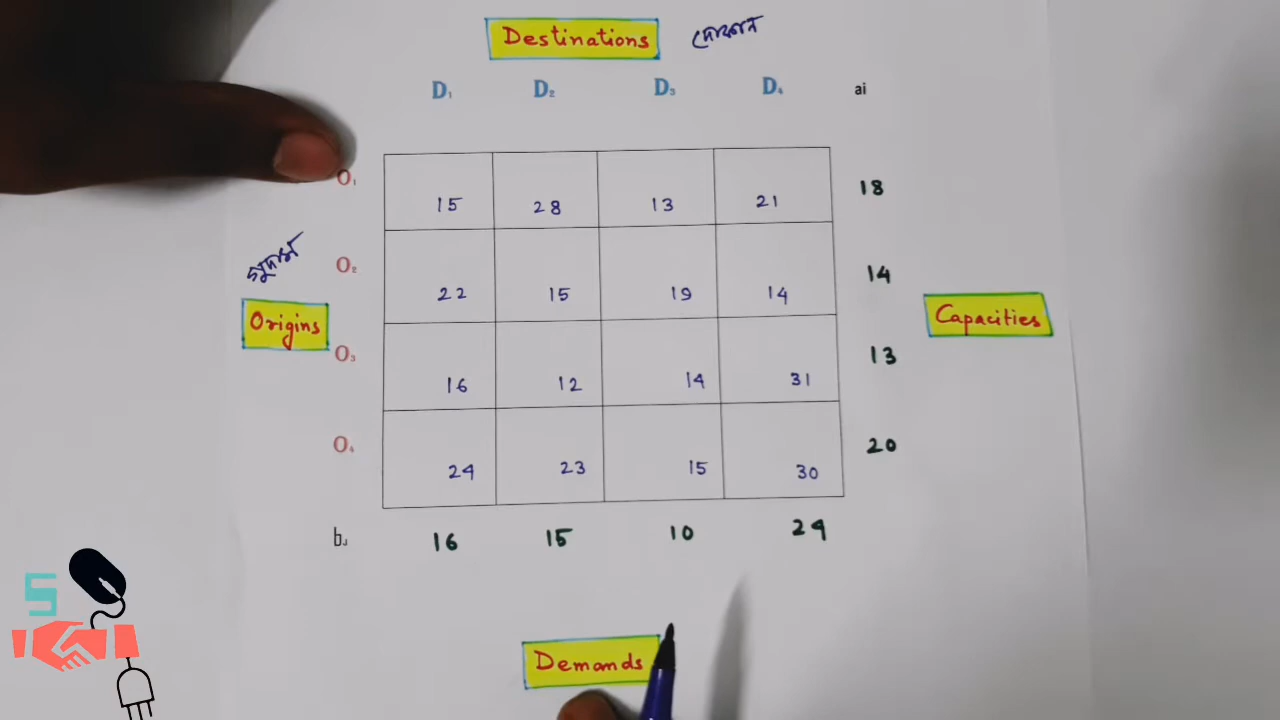 Destinations দোকান
D₁ D₂ D₃ D₄ ai
O₁ 15 28 13 21 18
O₂ 22 15 19 14 14
Origins
Capacities
O₃ 16 12 14 31 13
O₄ 24 23 15 30 20
bⱼ 16 15 10 24
Demands
S